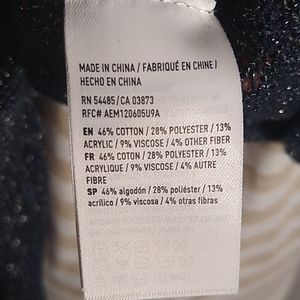 MADE IN CHINA / FABRIQUÉ EN CHINE /
HECHO EN CHINA
RN 54485/CA 03873
RFC# AEM120605U9A
EN 46% COTTON / 28% POLYESTER / 13%
ACRYLIC / 9% VISCOSE / 4% OTHER FIBER
FR 46% COTTON / 28% POLYESTER / 13%
ACRYLIQUE / 9% VISCOSE / 4% AUTRE
FIBRE
SP 46% algodón / 28% poliéster / 13%
acrílico / 9% viscosa / 4% otras fibras